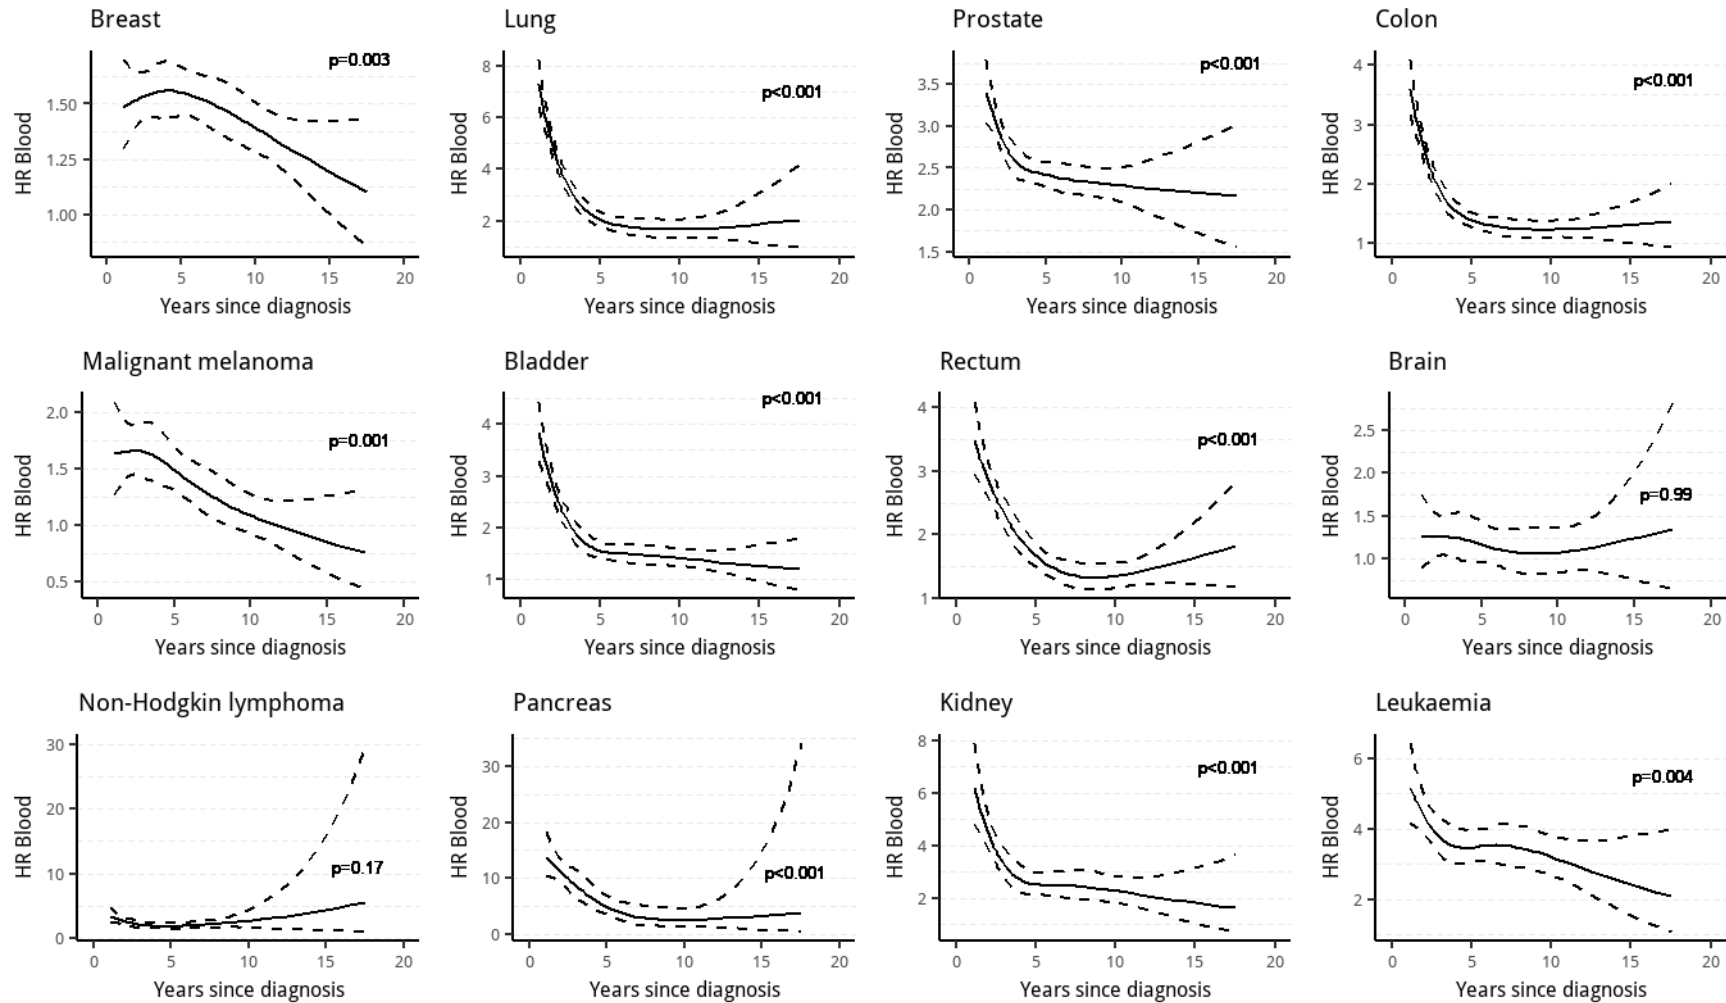 Breast
p=0.003
HR Blood
1.50
1.25
1.00
0 5 10 15 20
Years since diagnosis
Lung
p<0.001
HR Blood
8
6
4
2
0 5 10 15 20
Years since diagnosis
Prostate
p<0.001
HR Blood
3.5
3.0
2.5
2.0
1.5
0 5 10 15 20
Years since diagnosis
Colon
p<0.001
HR Blood
4
3
2
1
0 5 10 15 20
Years since diagnosis
Malignant melanoma
p=0.001
HR Blood
2.0
1.5
1.0
0.5
0 5 10 15 20
Years since diagnosis
Bladder
p<0.001
HR Blood
4
3
2
1
0 5 10 15 20
Years since diagnosis
Rectum
p<0.001
HR Blood
4
3
2
1
0 5 10 15 20
Years since diagnosis
Brain
p=0.99
HR Blood
2.5
2.0
1.5
1.0
0 5 10 15 20
Years since diagnosis
Non-Hodgkin lymphoma
p=0.17
HR Blood
30
20
10
0
0 5 10 15 20
Years since diagnosis
Pancreas
p<0.001
HR Blood
30
20
10
0
0 5 10 15 20
Years since diagnosis
Kidney
p<0.001
HR Blood
8
6
4
2
0 5 10 15 20
Years since diagnosis
Leukaemia
p=0.004
HR Blood
6
4
2
0 5 10 15 20
Years since diagnosis